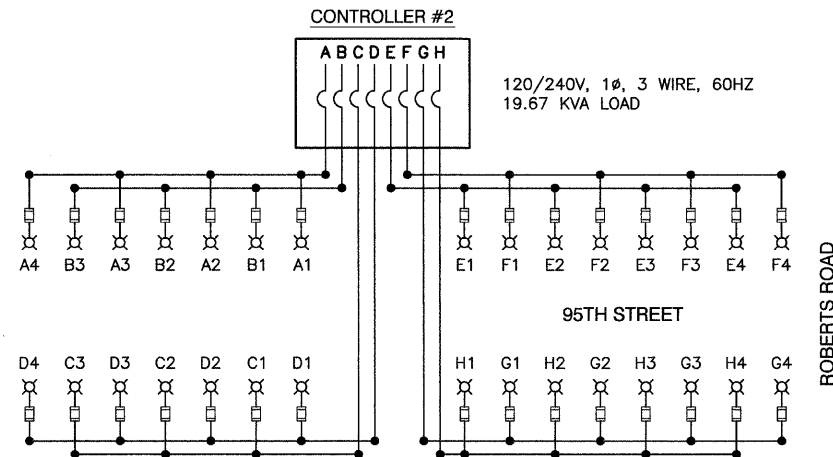 CONTROLLER #2
A B C D E F G H
120/240V, 1ø, 3 WIRE, 60HZ
19.67 KVA LOAD
A4 B3 A3 B2 A2 B1 A1
E1 F1 E2 F2 E3 F3 E4 F4
95TH STREET
ROBERTS ROAD
D4 C3 D3 C2 D2 C1 D1
H1 G1 H2 G2 H3 G3 H4 G4